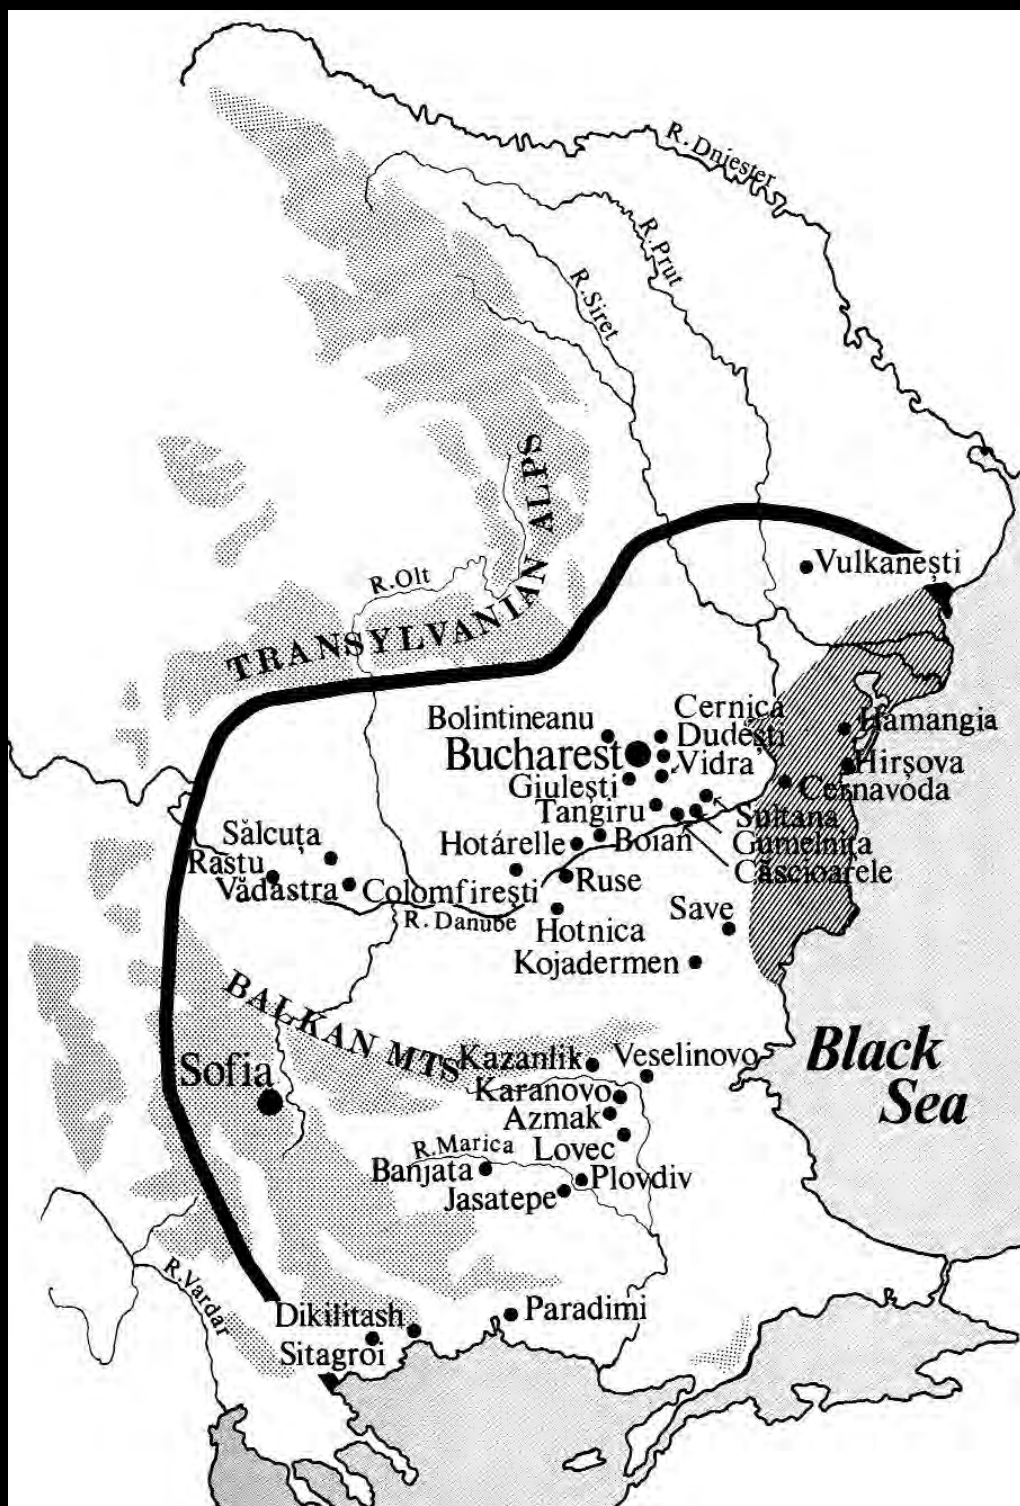 R. Dniester
R. Prut
R. Siret
TRANSYLVANIAN ALPS
R. Olt
Vulkanești
Cernica
Bolintineanu
Dudești
Hamangia
Bucharest
Vidra
Hirșova
Giulești
Cernavoda
Tangiru
Sultana
Sălcuța
Hotárelle
Boian
Gumelnița
Rastu
Căscioarele
Vădastra
Colomfirești
Ruse
R. Danube
Save
Hotnica
Kojadermen
BALKAN MTS
Black
Sea
Sofia
Kazanlik
Veselinovo
Karanovo
Azmak
R. Marica
Lovec
Banjata
Plovdiv
Jasatepe
R. Vardar
Dikilitash
Paradimi
Sitagroi